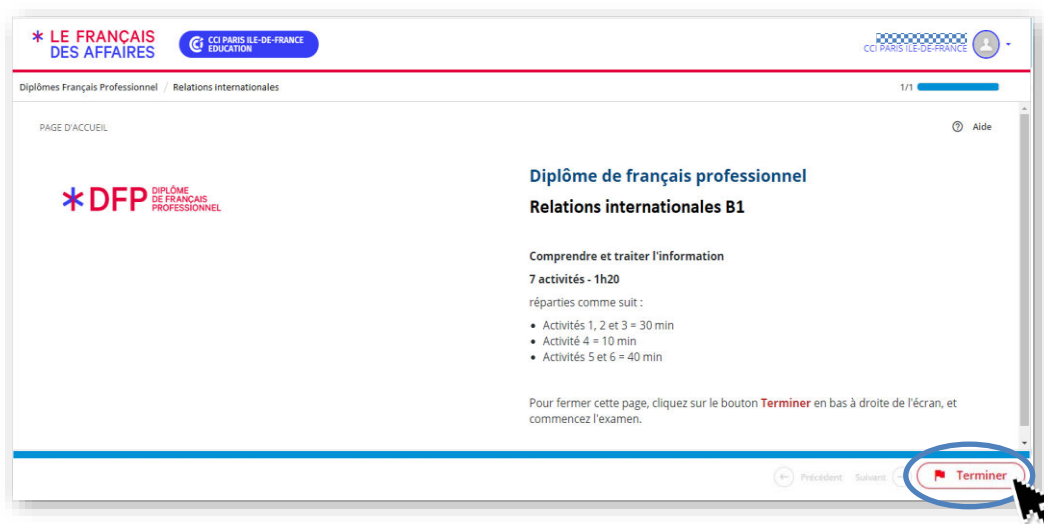 LE FRANÇAIS
DES AFFAIRES
CCI PARIS ILE-DE-FRANCE
EDUCATION
CCI PARIS ILE-DE-FRANCE
Diplômes Français Professionnel / Relations internationales
1/1
PAGE D'ACCUEIL
Aide
DFP
DIPLÔME
DE FRANÇAIS
PROFESSIONNEL
Diplôme de français professionnel
Relations internationales B1
Comprendre et traiter l'information
7 activités - 1h20
réparties comme suit :
• Activités 1, 2 et 3 = 30 min
• Activité 4 = 10 min
• Activités 5 et 6 = 40 min
Pour fermer cette page, cliquez sur le bouton Terminer en bas à droite de l'écran, et
commencez l'examen.
Précédent Suivant Terminer